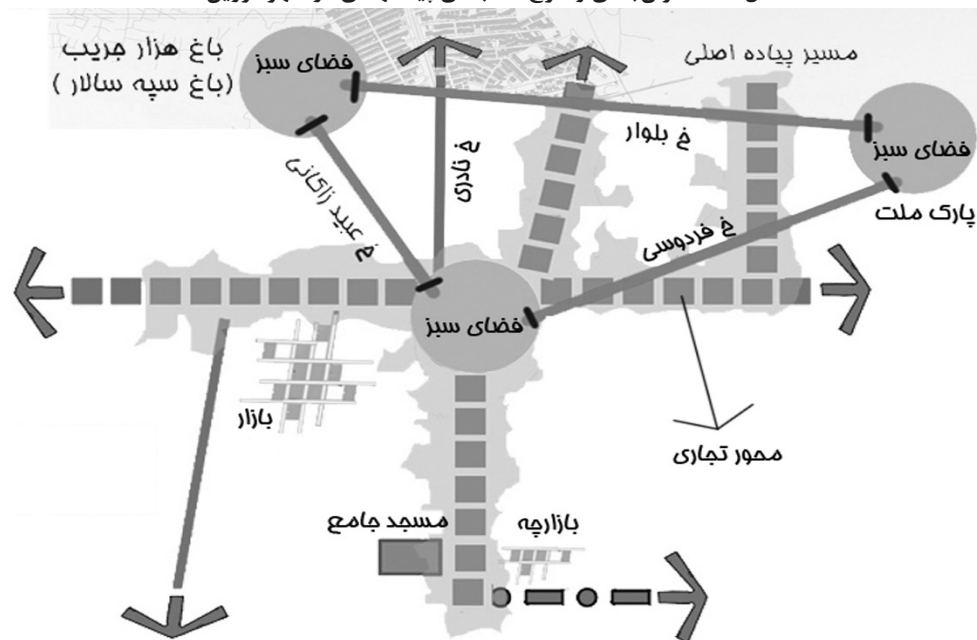 باغ هزار جریب
(باغ سپه سالار )
فضای سبز
مسیر پیاده اصلی
خ بلوار
فضای سبز
پارک ملت
خ نادری
خ عبید زاکانی
خ فردوسی
فضای سبز
بازار
محور تجاری
مسجد جامع
بازارچه